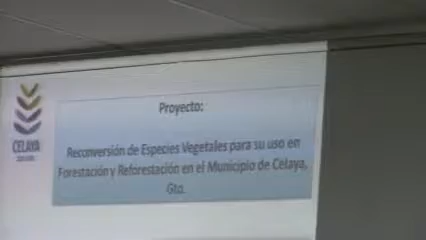 Proyecto:
Reconversión de Especies Vegetales para su uso en
Forestación y Reforestación en el Municipio de Celaya,
Gto.
CELAYA